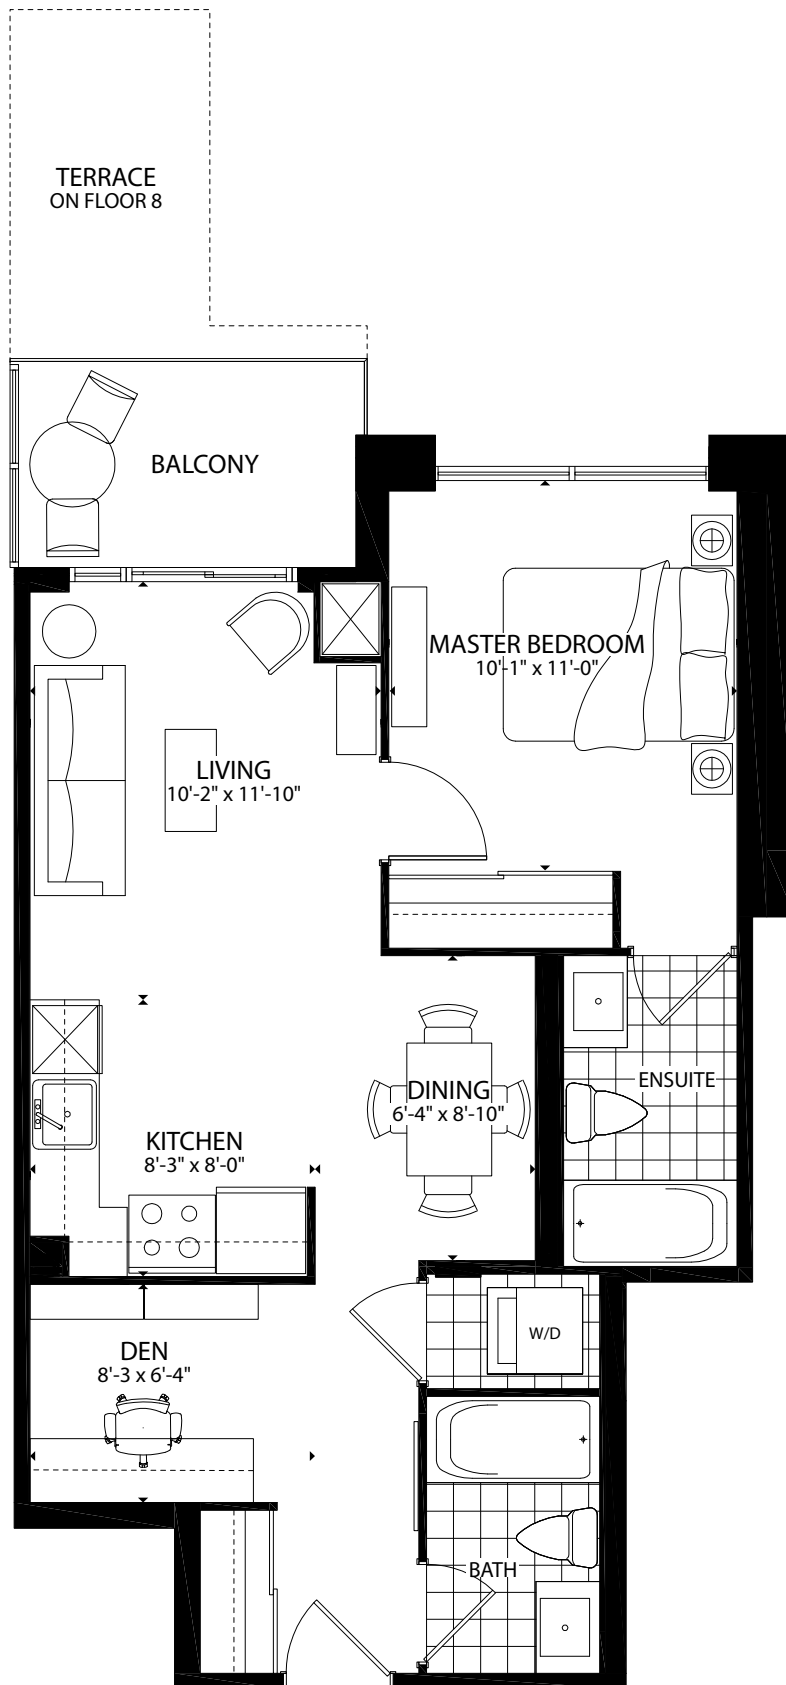 TERRACE
ON FLOOR 8
BALCONY
MASTER BEDROOM
10'-1" x 11'-0"
LIVING
10'-2" x 11'-10"
ENSUITE
DINING
6'-4" x 8'-10"
KITCHEN
8'-3" x 8'-0"
W/D
DEN
8'-3 x 6'-4"
BATH